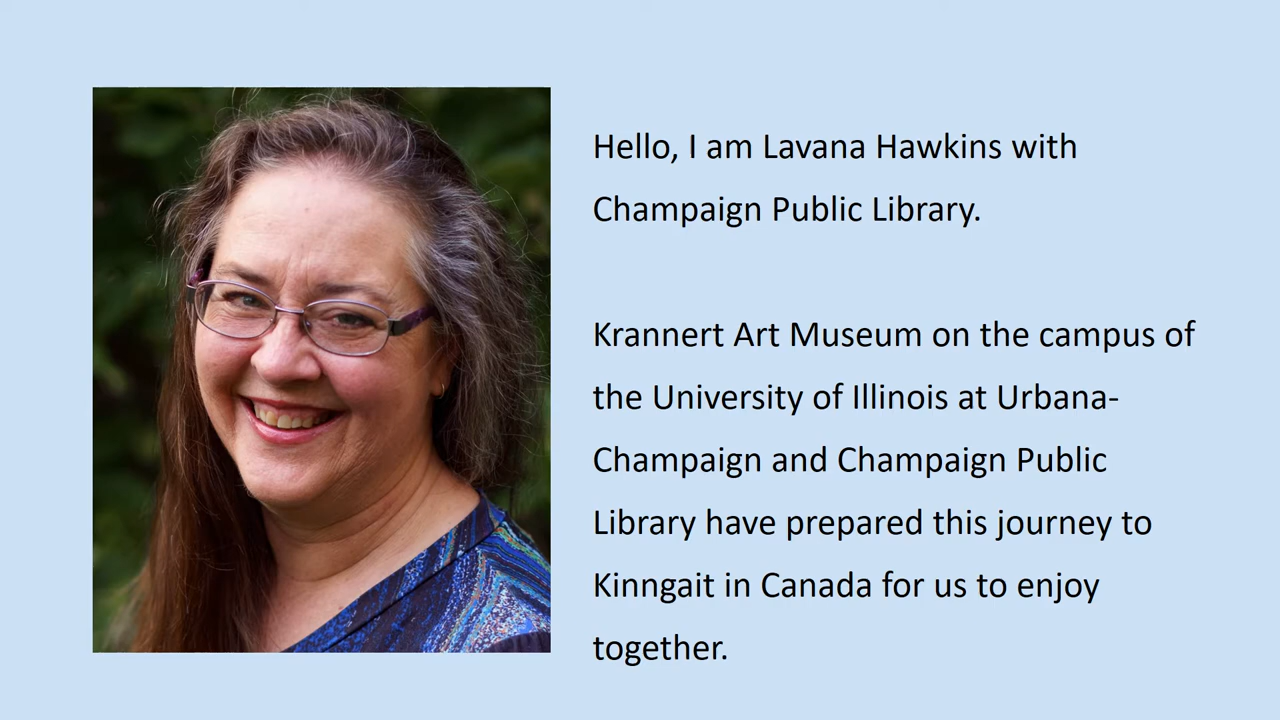 Hello, I am Lavana Hawkins with
Champaign Public Library.
Krannert Art Museum on the campus of
the University of Illinois at Urbana-
Champaign and Champaign Public
Library have prepared this journey to
Kinngait in Canada for us to enjoy
together.